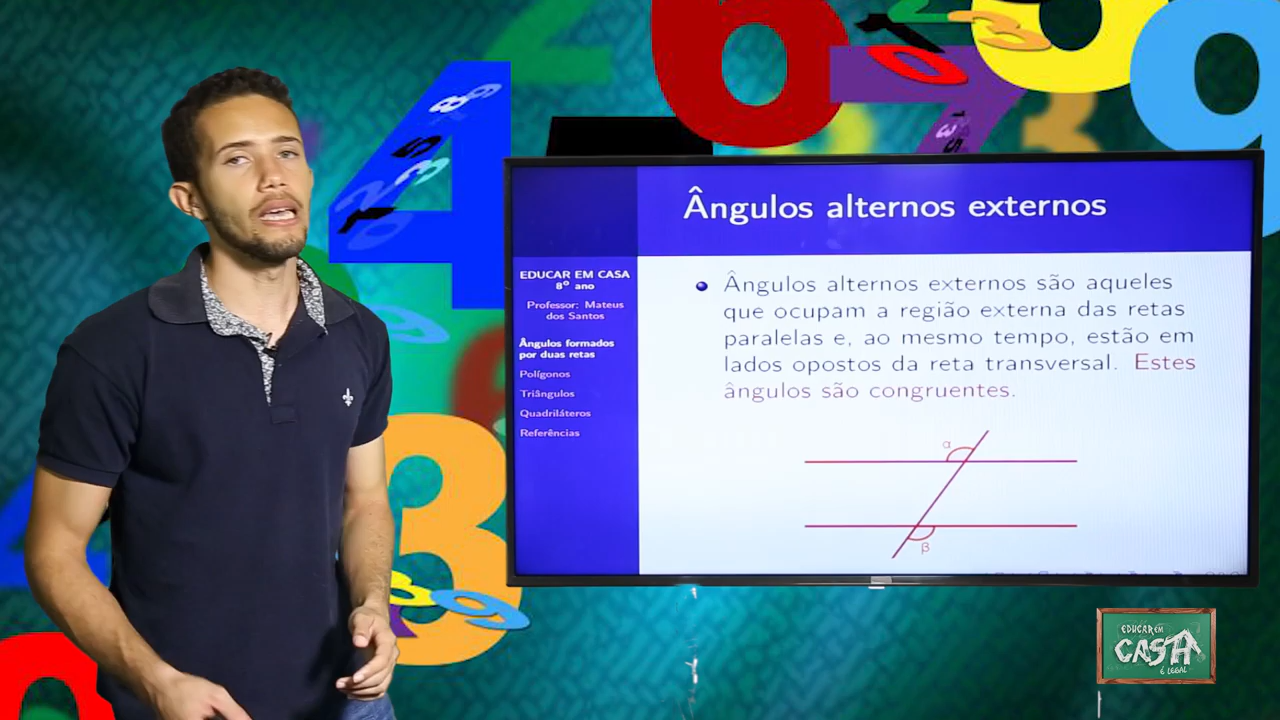 Ângulos alternos externos
EDUCAR EM CASA
8º ano
Professor: Mateus
dos Santos
Ângulos formados
por duas retas
Polígonos
Triângulos
Quadriláteros
Referências
Ângulos alternos externos são aqueles
que ocupam a região externa das retas
paralelas e, ao mesmo tempo, estão em
lados opostos da reta transversal. Estes
ângulos são congruentes.
α
β
EDUCAR EM
CASA
É LEGAL